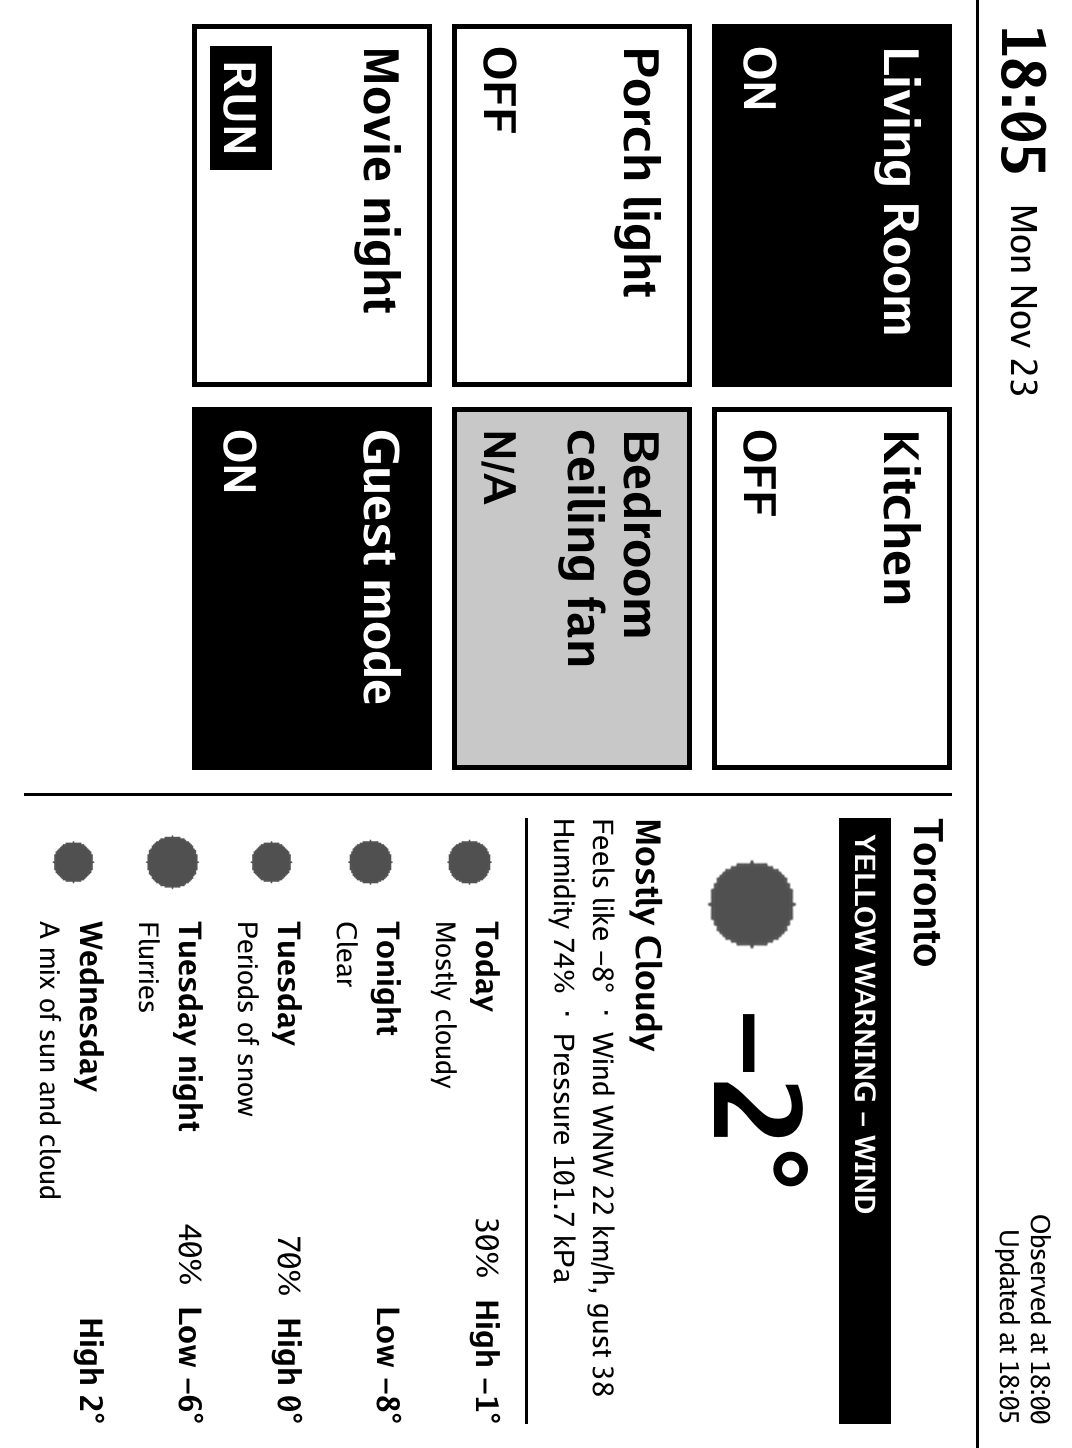 18:05 Mon Nov 23
Observed at 18:00
Updated at 18:05
Living Room
ON
Kitchen
OFF
Porch light
OFF
Bedroom
ceiling fan
N/A
Movie night
RUN
Guest mode
ON
Toronto
YELLOW WARNING – WIND
−2°
Mostly Cloudy
Feels like −8° · Wind WNW 22 km/h, gust 38
Humidity 74% · Pressure 101.7 kPa
Today 30% High −1°
Mostly cloudy
Tonight Low −8°
Clear
Tuesday 70% High 0°
Periods of snow
Tuesday night 40% Low −6°
Flurries
Wednesday High 2°
A mix of sun and cloud